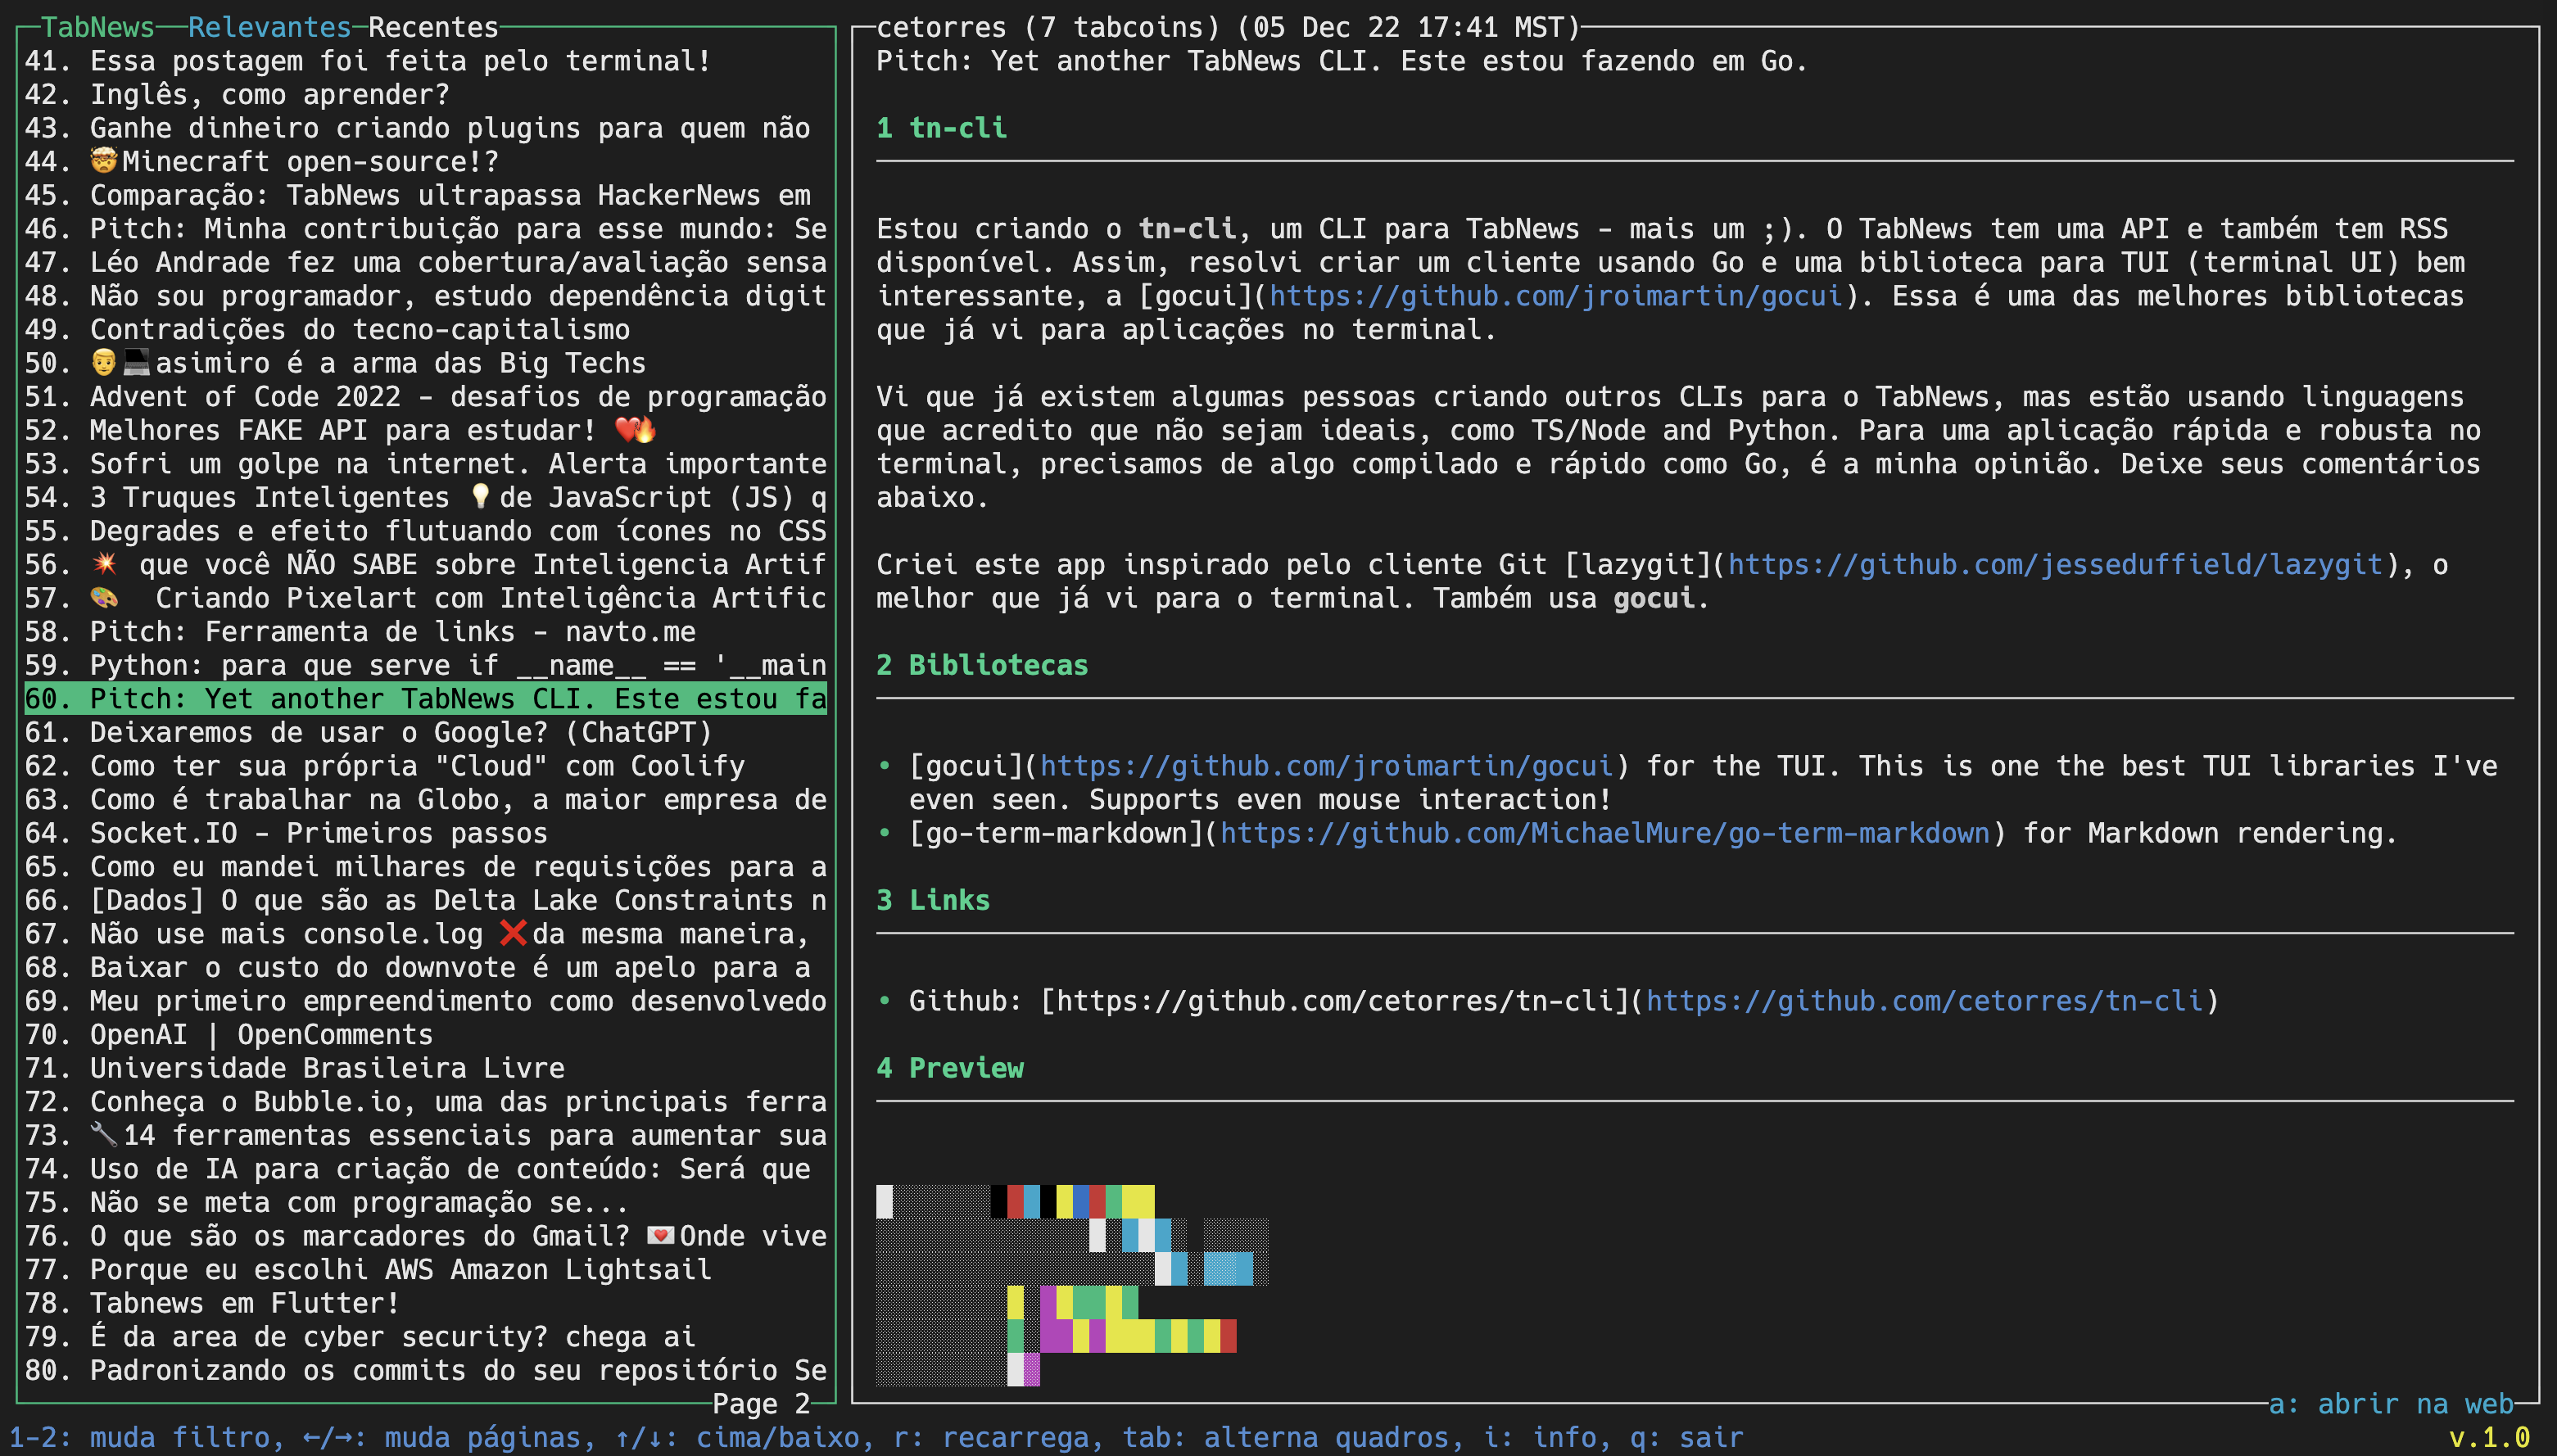 TabNews Relevantes Recentes
41. Essa postagem foi feita pelo terminal!
42. Inglês, como aprender?
43. Ganhe dinheiro criando plugins para quem não
44. 🤯Minecraft open-source!?
45. Comparação: TabNews ultrapassa HackerNews em
46. Pitch: Minha contribuição para esse mundo: Se
47. Léo Andrade fez uma cobertura/avaliação sensa
48. Não sou programador, estudo dependência digit
49. Contradições do tecno-capitalismo
50. 👨💻asimiro é a arma das Big Techs
51. Advent of Code 2022 - desafios de programação
52. Melhores FAKE API para estudar! ❤️🔥
53. Sofri um golpe na internet. Alerta importante
54. 3 Truques Inteligentes 💡de JavaScript (JS) q
55. Degrades e efeito flutuando com ícones no CSS
56. 💥 que você NÃO SABE sobre Inteligencia Artif
57. 🎨 Criando Pixelart com Inteligência Artific
58. Pitch: Ferramenta de links - navto.me
59. Python: para que serve if __name__ == '__main
60. Pitch: Yet another TabNews CLI. Este estou fa
61. Deixaremos de usar o Google? (ChatGPT)
62. Como ter sua própria "Cloud" com Coolify
63. Como é trabalhar na Globo, a maior empresa de
64. Socket.IO - Primeiros passos
65. Como eu mandei milhares de requisições para a
66. [Dados] O que são as Delta Lake Constraints n
67. Não use mais console.log ❌da mesma maneira,
68. Baixar o custo do downvote é um apelo para a
69. Meu primeiro empreendimento como desenvolvedo
70. OpenAI | OpenComments
71. Universidade Brasileira Livre
72. Conheça o Bubble.io, uma das principais ferra
73. 🔧14 ferramentas essenciais para aumentar sua
74. Uso de IA para criação de conteúdo: Será que
75. Não se meta com programação se...
76. O que são os marcadores do Gmail? 💌Onde vive
77. Porque eu escolhi AWS Amazon Lightsail
78. Tabnews em Flutter!
79. É da area de cyber security? chega ai
80. Padronizando os commits do seu repositório Se
Page 2
cetorres (7 tabcoins) (05 Dec 22 17:41 MST)
Pitch: Yet another TabNews CLI. Este estou fazendo em Go.
1 tn-cli
Estou criando o tn-cli, um CLI para TabNews - mais um ;). O TabNews tem uma API e também tem RSS
disponível. Assim, resolvi criar um cliente usando Go e uma biblioteca para TUI (terminal UI) bem
interessante, a [gocui](https://github.com/jroimartin/gocui). Essa é uma das melhores bibliotecas
que já vi para aplicações no terminal.
Vi que já existem algumas pessoas criando outros CLIs para o TabNews, mas estão usando linguagens
que acredito que não sejam ideais, como TS/Node and Python. Para uma aplicação rápida e robusta no
terminal, precisamos de algo compilado e rápido como Go, é a minha opinião. Deixe seus comentários
abaixo.
Criei este app inspirado pelo cliente Git [lazygit](https://github.com/jesseduffield/lazygit), o
melhor que já vi para o terminal. Também usa gocui.
2 Bibliotecas
• [gocui](https://github.com/jroimartin/gocui) for the TUI. This is one the best TUI libraries I've
even seen. Supports even mouse interaction!
• [go-term-markdown](https://github.com/MichaelMure/go-term-markdown) for Markdown rendering.
3 Links
• Github: [https://github.com/cetorres/tn-cli](https://github.com/cetorres/tn-cli)
4 Preview
a: abrir na web
1-2: muda filtro, ←/→: muda páginas, ↑/↓: cima/baixo, r: recarrega, tab: alterna quadros, i: info, q: sair
v.1.0